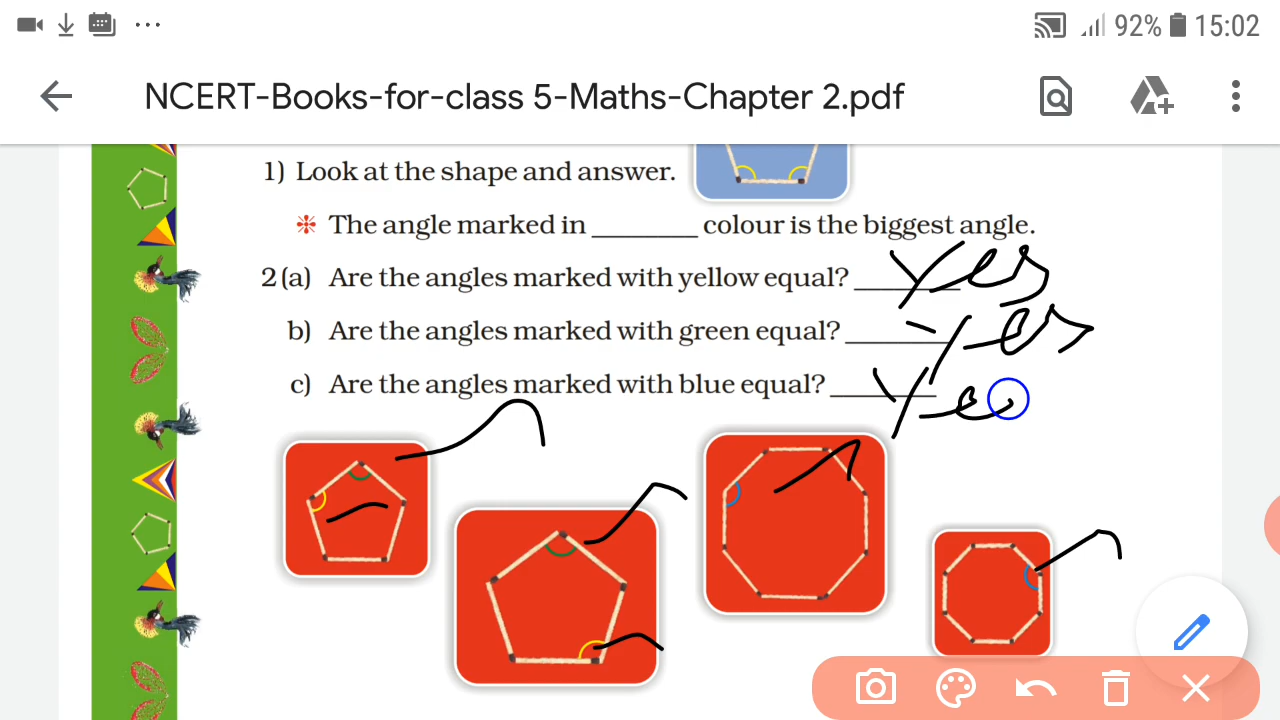 92% 15:02
NCERT-Books-for-class 5-Maths-Chapter 2.pdf
1) Look at the shape and answer.
❉ The angle marked in ________ colour is the biggest angle.
2(a) Are the angles marked with yellow equal? ________ Yes
b) Are the angles marked with green equal? ________ Yes
c) Are the angles marked with blue equal? ________ Ye